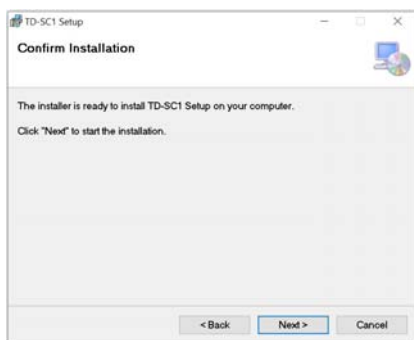 TD-SC1 Setup
Confirm Installation
The installer is ready to install TD-SC1 Setup on your computer.
Click "Next" to start the installation.
< Back
Next >
Cancel